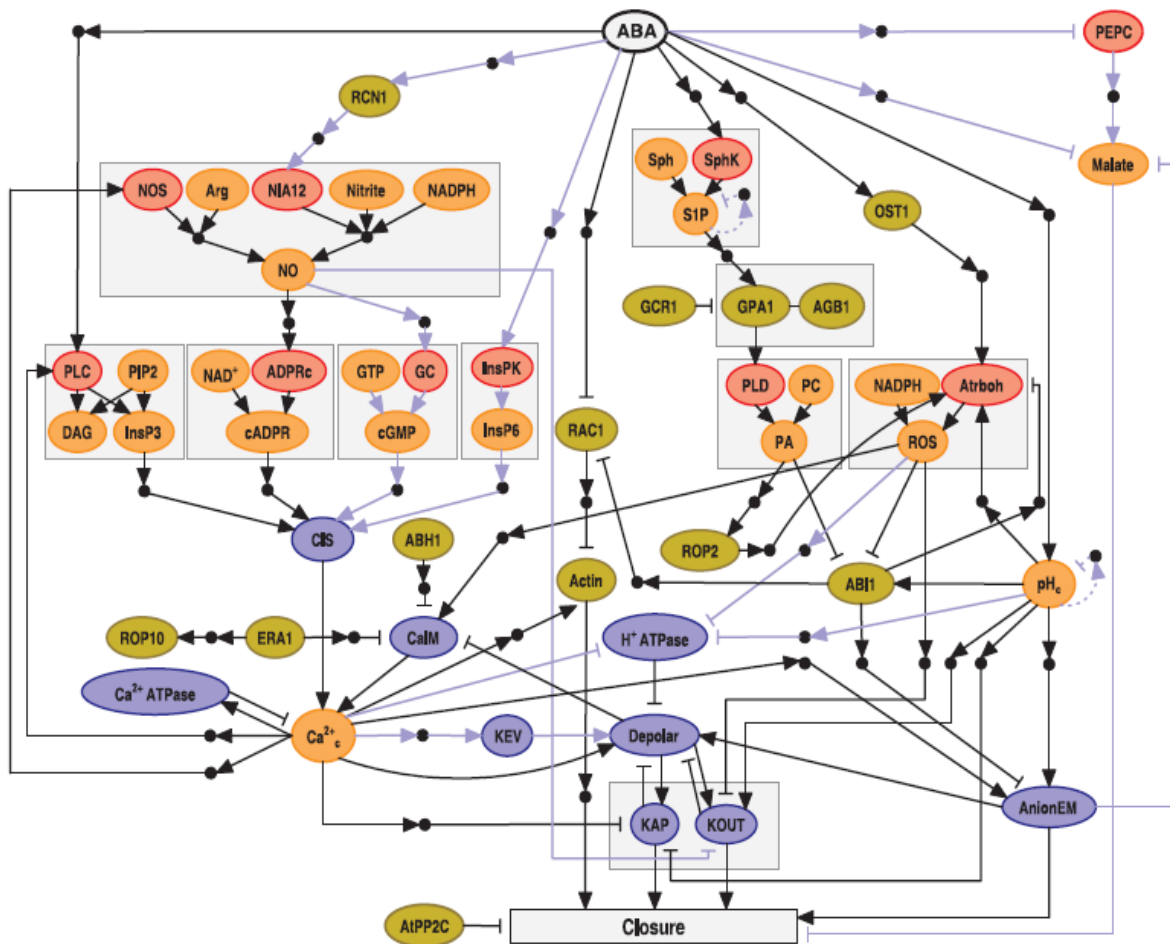 ABA
PEPC
RCN1
Malate
NOS
Arg
NIA12
Nitrite
NADPH
Sph
SphK
S1P
OST1
NO
GCR1
GPA1
AGB1
PLC
PIP2
NAD⁺
ADPRc
GTP
GC
InsPK
PLD
PC
NADPH
Atrboh
DAG
InsP3
cADPR
cGMP
InsP6
RAC1
PA
ROS
CIS
ABH1
ROP2
Actin
ABI1
pHc
ROP10
ERA1
CaIM
H⁺ ATPase
Ca²⁺ ATPase
Ca²⁺c
KEV
Depolar
AnionEM
KAP
KOUT
AtPP2C
Closure